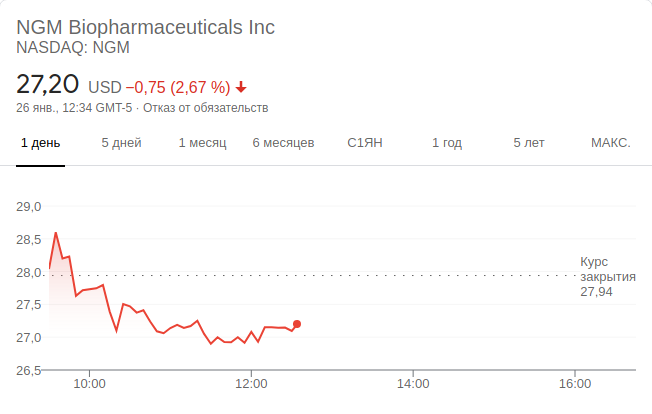 NGM Biopharmaceuticals Inc
NASDAQ: NGM
27,20 USD −0,75 (2,67 %)
26 янв., 12:34 GMT-5 · Отказ от обязательств
1 день 5 дней 1 месяц 6 месяцев С1ЯН 1 год 5 лет МАКС.
29,0
28,5
28,0
27,5
27,0
26,5
Курс
закрытия
27,94
10:00 12:00 14:00 16:00